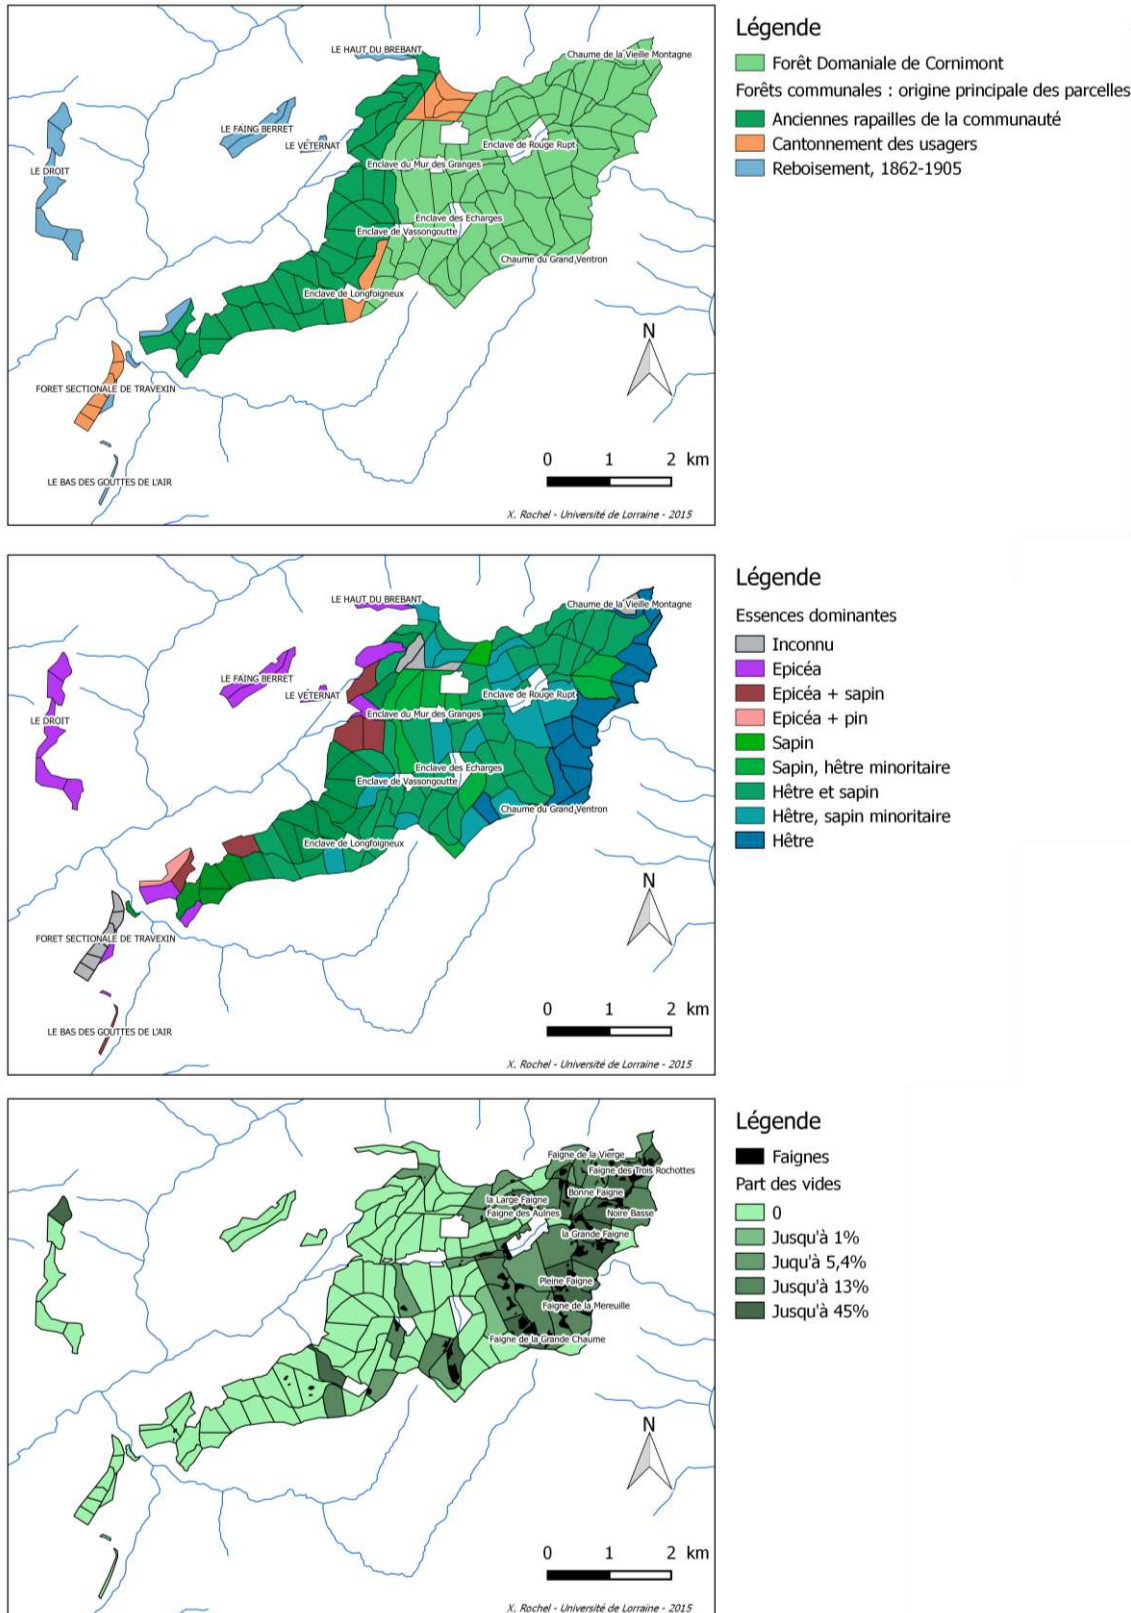 Légende
Forêt Domaniale de Cornimont
Forêts communales : origine principale des parcelles
Anciennes rapailles de la communauté
Cantonnement des usagers
Reboisement, 1862-1905
LE HAUT DU BREBANT
Chaume de la Vieille Montagne
LE FAING BERRET
LE VETERNAT
Enclave de Rouge Rupt
Enclave du Mur des Granges
LE DROIT
Enclave des Echarges
Enclave de Vassongoutte
Chaume du Grand Ventron
Enclave de Longfoigneux
N
FORET SECTIONALE DE TRAVEXIN
0 1 2 km
LE BAS DES GOUTTES DE L'AIR
X. Rochel - Université de Lorraine - 2015
Légende
Essences dominantes
Inconnu
Epicéa
Epicéa + sapin
Epicéa + pin
Sapin
Sapin, hêtre minoritaire
Hêtre et sapin
Hêtre, sapin minoritaire
Hêtre
LE HAUT DU BREBANT
Chaume de la Vieille Montagne
LE FAING BERRET
LE VETERNAT
Enclave de Rouge Rupt
Enclave du Mur des Granges
LE DROIT
Enclave des Echarges
Enclave de Vassongoutte
Chaume du Grand Ventron
Enclave de Longfoigneux
N
FORET SECTIONALE DE TRAVEXIN
0 1 2 km
LE BAS DES GOUTTES DE L'AIR
X. Rochel - Université de Lorraine - 2015
Légende
Faignes
Part des vides
0
Jusqu'à 1%
Juqu'à 5,4%
Jusqu'à 13%
Jusqu'à 45%
Faigne de la Vierge
Faigne des Trois Rochottes
Bonne Faigne
la Large Faigne
Faigne des Aulnes
Noire Basse
la Grande Faigne
Pleine Faigne
Faigne de la Mereuille
Faigne de la Grande Chaume
N
0 1 2 km
X. Rochel - Université de Lorraine - 2015